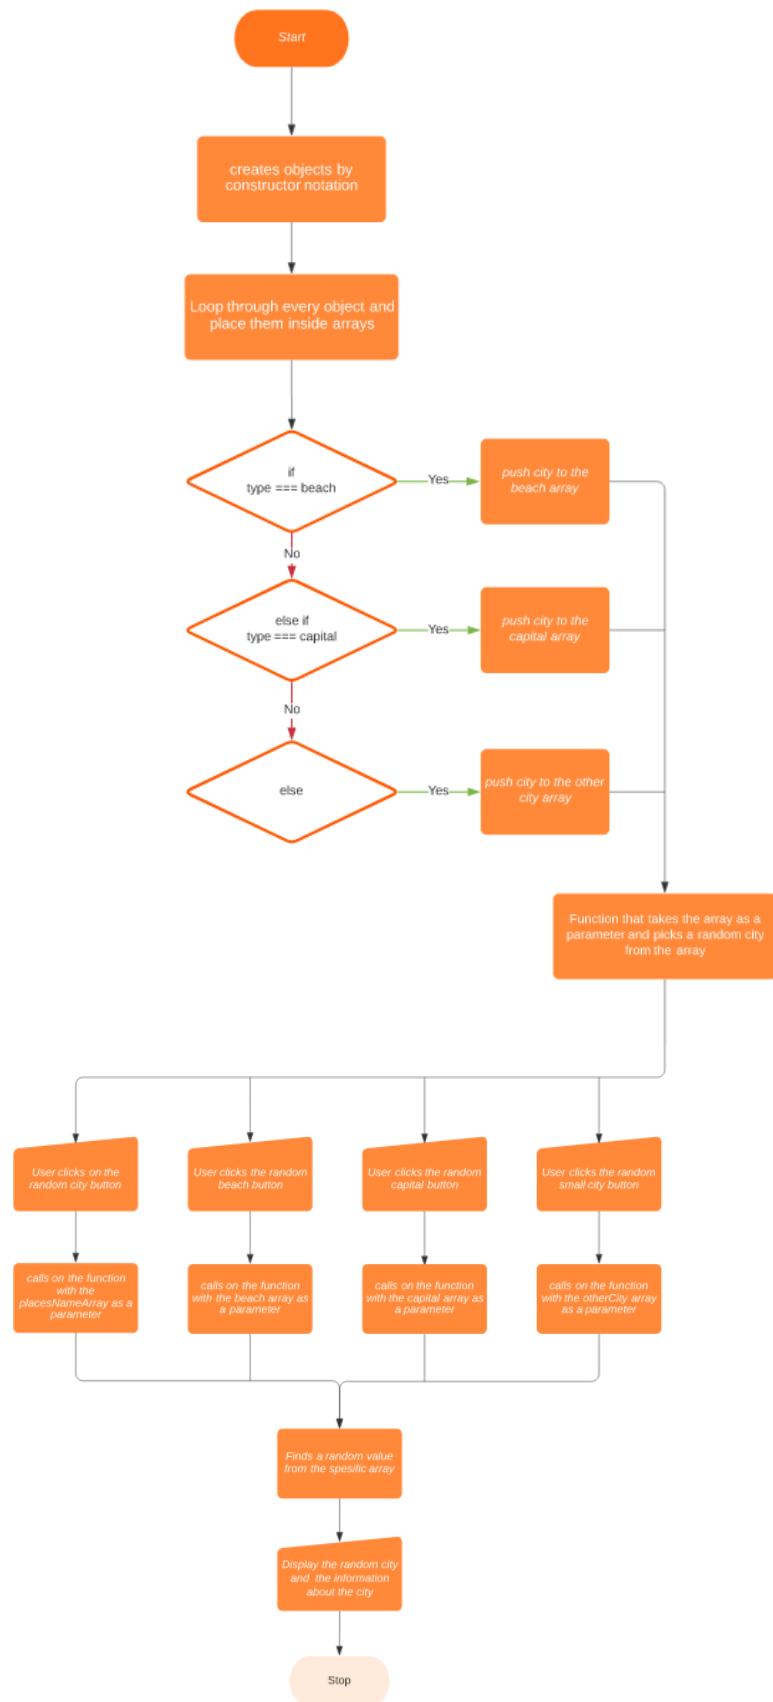 Start
creates objects by
constructor notation
Loop through every object and
place them inside arrays
if
type === beach
Yes
push city to the
beach array
No
else if
type === capital
Yes
push city to the
capital array
No
else
Yes
push city to the other
city array
Function that takes the array as a
parameter and picks a random city
from the array
User clicks on the
random city button
User clicks the random
beach button
User clicks the random
capital button
User clicks the random
small city button
calls on the function
with the
placesNameArray as a
parameter
calls on the function
with the beach array as
a parameter
calls on the function
with the capital array as
a parameter
calls on the function
with the otherCity array
as a parameter
Finds a random value
from the spesific array
Display the random city
and the information
about the city
Stop